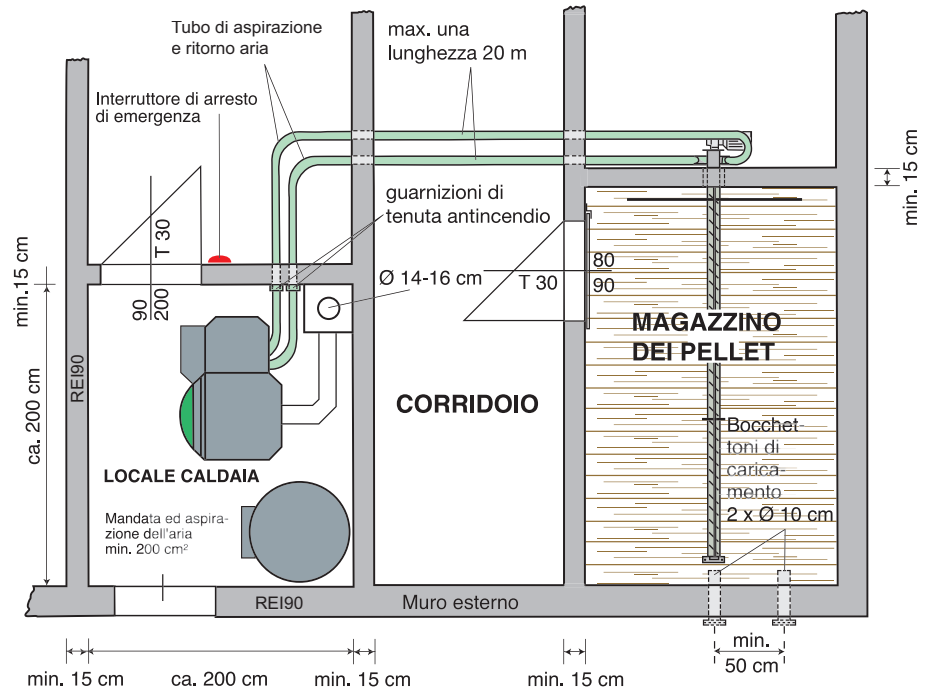 Tubo di aspirazione
e ritorno aria
max. una
lunghezza 20 m
Interruttore di arresto
di emergenza
guarnizioni di
tenuta antincendio
min. 15 cm
T 30
90
200
Ø 14-16 cm
T 30
80
90
min.15 cm
ca. 200 cm
REI90
MAGAZZINO
DEI PELLET
CORRIDOIO
LOCALE CALDAIA
Bocchet-
toni di
carica-
mento
2 x Ø 10 cm
Mandata ed aspira-
zione dell'aria
min. 200 cm²
REI90
Muro esterno
min.
50 cm
min. 15 cm
ca. 200 cm
min. 15 cm
min. 15 cm